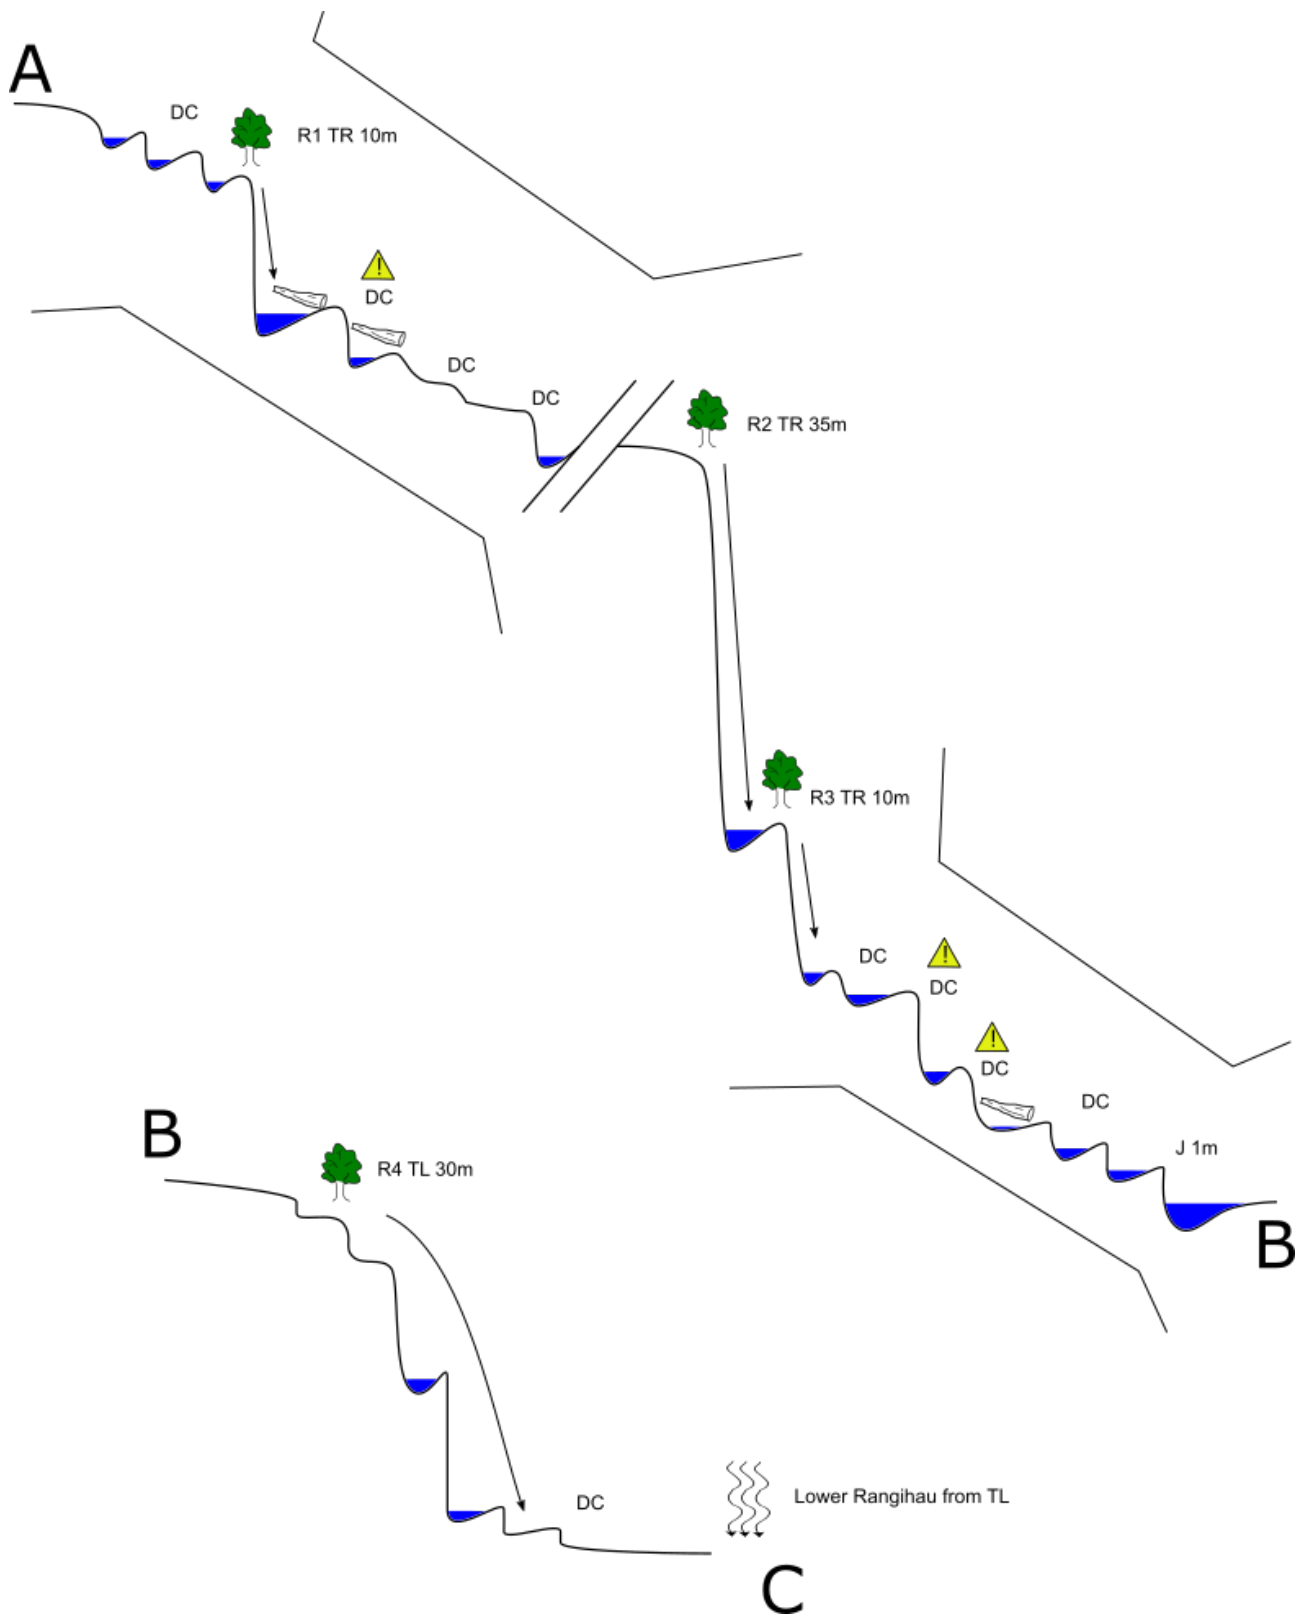 A
DC
R1 TR 10m
!
DC
DC
DC
R2 TR 35m
R3 TR 10m
DC
!
DC
!
DC
DC
J 1m
B
B
R4 TL 30m
DC
Lower Rangihau from TL
C